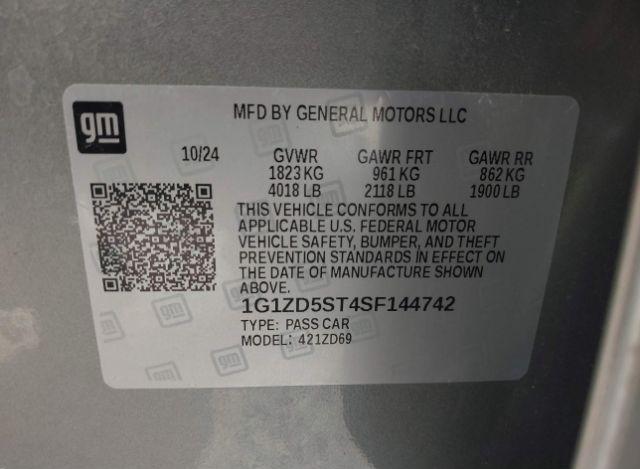 gm
MFD BY GENERAL MOTORS LLC
10/24 GVWR GAWR FRT GAWR RR
1823 KG 961 KG 862 KG
4018 LB 2118 LB 1900 LB
THIS VEHICLE CONFORMS TO ALL
APPLICABLE U.S. FEDERAL MOTOR
VEHICLE SAFETY, BUMPER, AND THEFT
PREVENTION STANDARDS IN EFFECT ON
THE DATE OF MANUFACTURE SHOWN
ABOVE.
1G1ZD5ST4SF144742
TYPE: PASS CAR
MODEL: 421ZD69